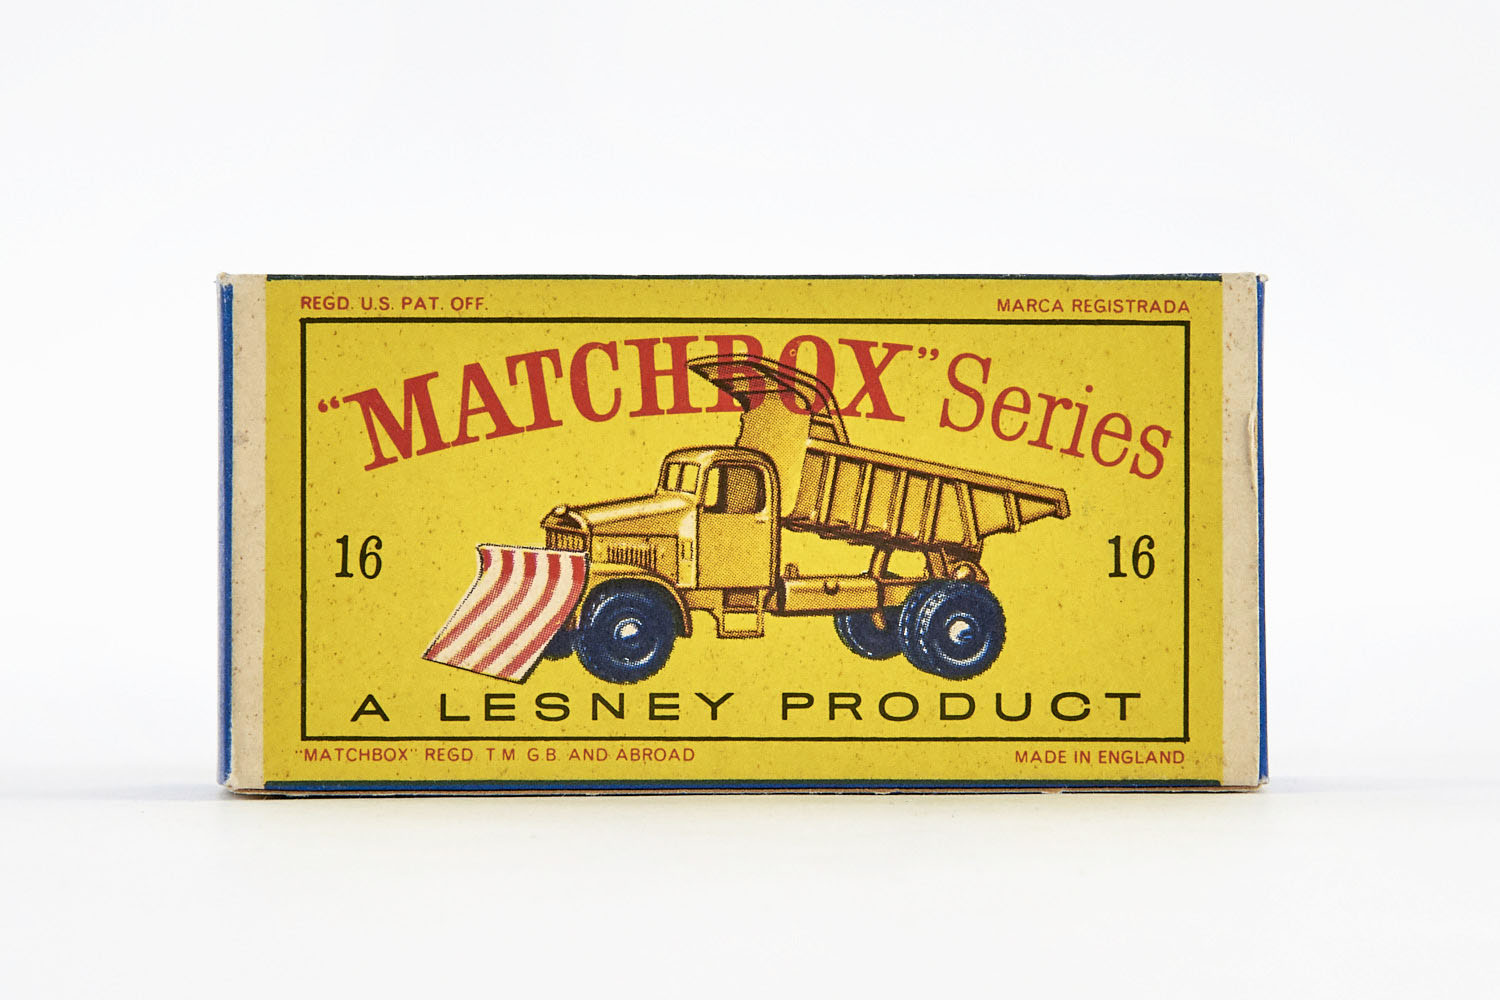 REGD. U.S. PAT. OFF.
MARCA REGISTRADA
"MATCHBOX" Series
16
16
A LESNEY PRODUCT
"MATCHBOX" REGD. T M G.B. AND ABROAD
MADE IN ENGLAND